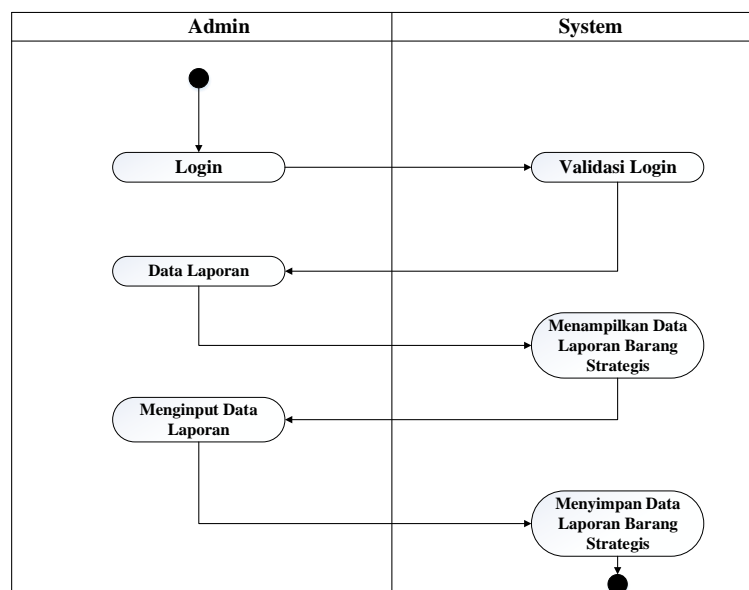 Admin
System
Login
Validasi Login
Data Laporan
Menampilkan Data
Laporan Barang
Strategis
Menginput Data
Laporan
Menyimpan Data
Laporan Barang
Strategis